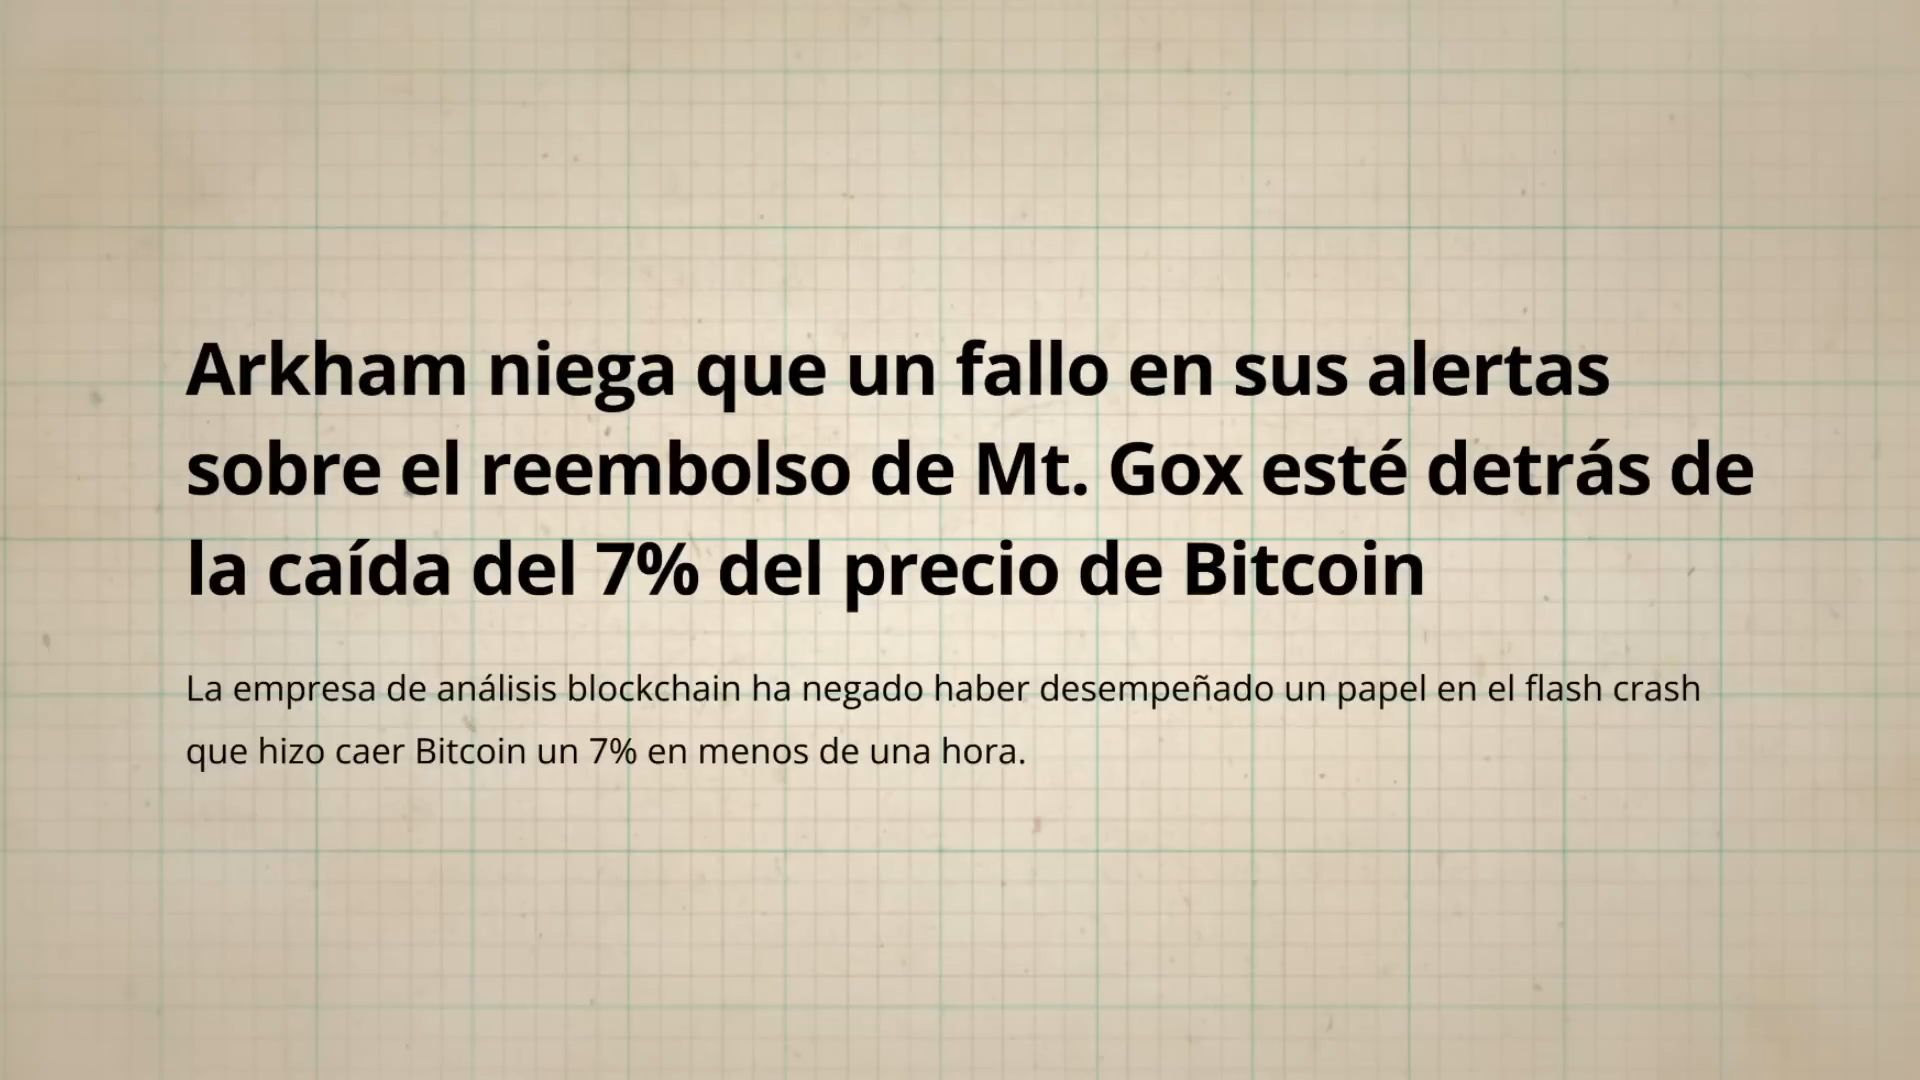 Arkham niega que un fallo en sus alertas
sobre el reembolso de Mt. Gox esté detrás de
la caída del 7% del precio de Bitcoin
La empresa de análisis blockchain ha negado haber desempeñado un papel en el flash crash
que hizo caer Bitcoin un 7% en menos de una hora.